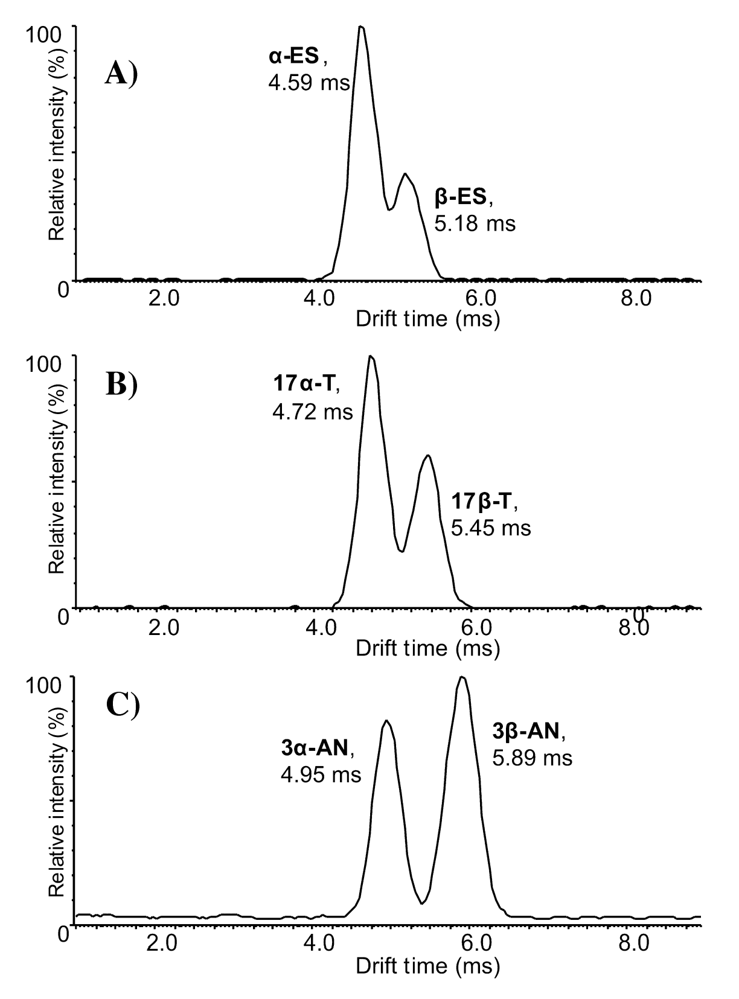 100
Relative intensity (%)
A)
α-ES ,
4.59 ms
β-ES,
5.18 ms
0
2.0 4.0 6.0 8.0
Drift time (ms)
100
Relative intensity (%)
B)
17α-T,
4.72 ms
17β-T,
5.45 ms
0
0
2.0 4.0 6.0 8.0
Drift time (ms)
100
Relative intensity (%)
C)
3α-AN,
4.95 ms
3β-AN,
5.89 ms
0
2.0 4.0 6.0 8.0
Drift time (ms)